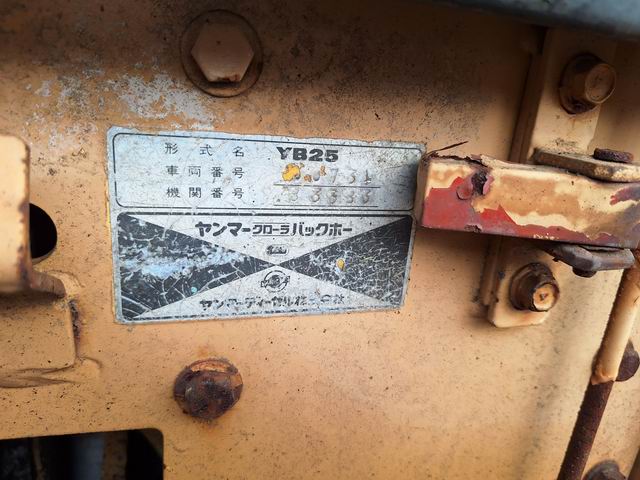 形式名 YB25
車両番号
機関番号
ヤンマークローラバックホー
ヤンマーディーゼル株式会社